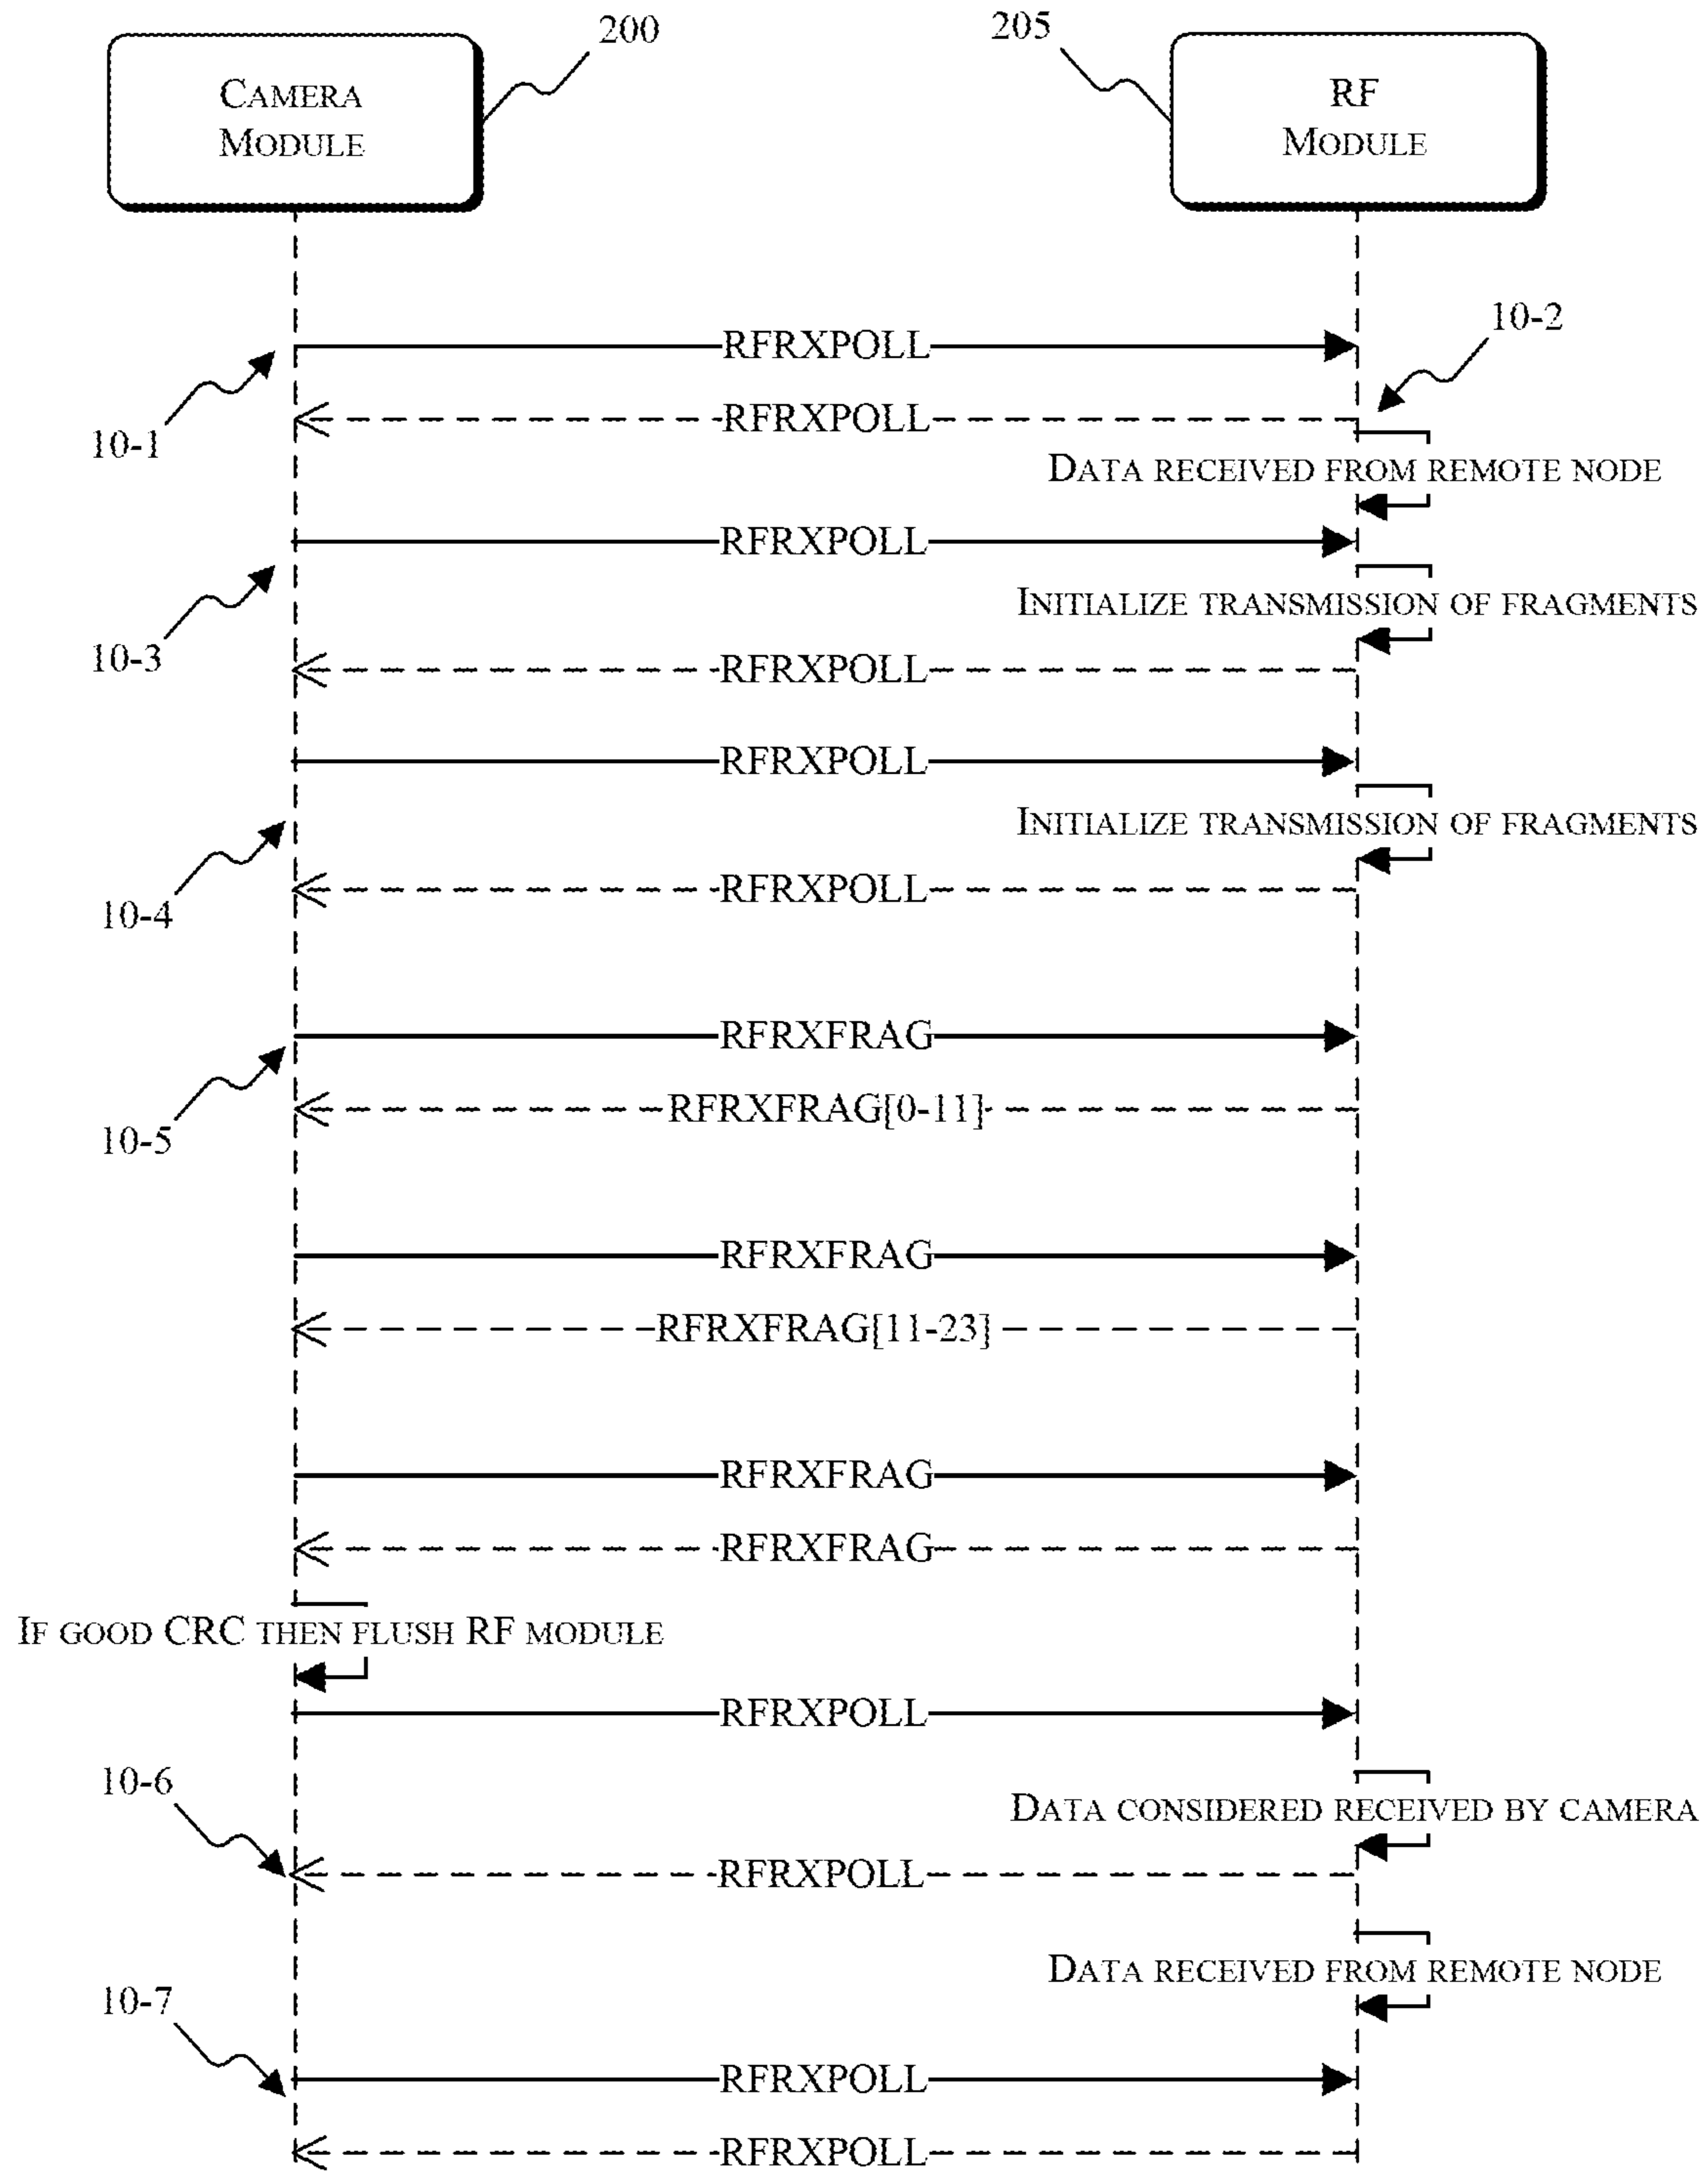 200
205
CAMERA
MODULE
RF
MODULE
10-2
RFRXPOLL
10-1
RFRXPOLL
DATA RECEIVED FROM REMOTE NODE
RFRXPOLL
INITIALIZE TRANSMISSION OF FRAGMENTS
10-3
RFRXPOLL
RFRXPOLL
INITIALIZE TRANSMISSION OF FRAGMENTS
10-4
RFRXPOLL
RFRXFRAG
10-5
RFRXFRAG[0-11]
RFRXFRAG
RFRXFRAG[11-23]
RFRXFRAG
RFRXFRAG
IF GOOD CRC THEN FLUSH RF MODULE
RFRXPOLL
10-6
DATA CONSIDERED RECEIVED BY CAMERA
RFRXPOLL
DATA RECEIVED FROM REMOTE NODE
10-7
RFRXPOLL
RFRXPOLL